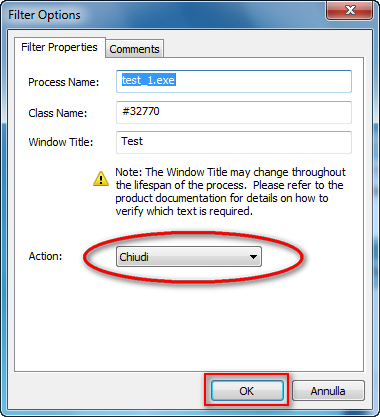 Filter Options
Filter Properties
Comments
Process Name:
test_1.exe
Class Name:
#32770
Window Title:
Test
Note: The Window Title may change throughout
the lifespan of the process. Please refer to the
product documentation for details on how to
verify which text is required.
Action:
Chiudi
OK
Annulla